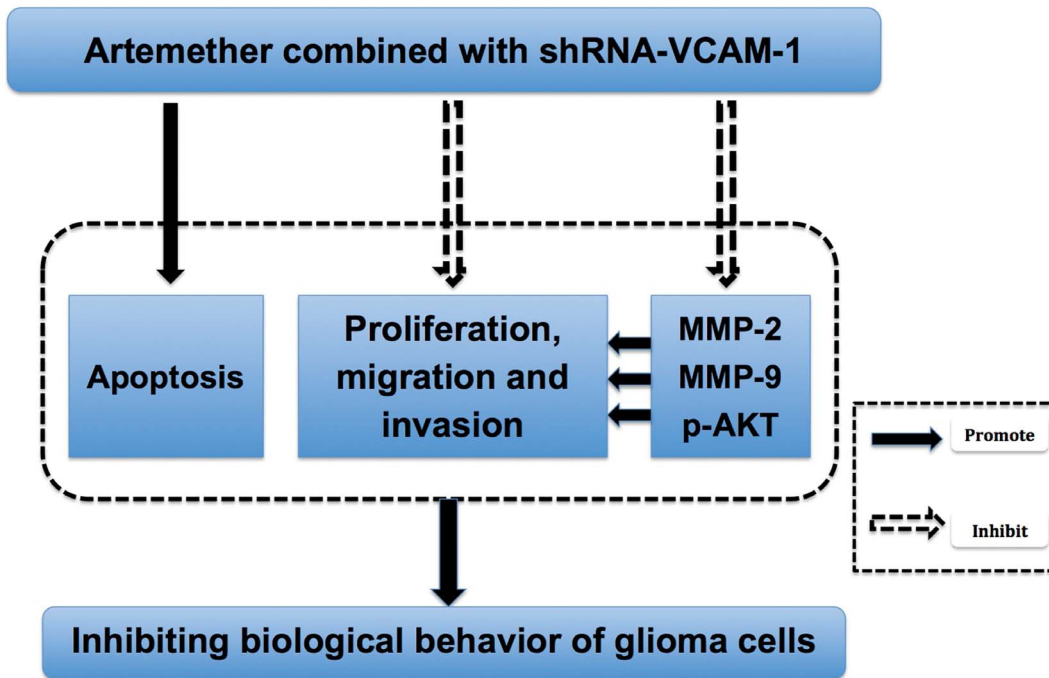 Artemether combined with shRNA-VCAM-1
Apoptosis
Proliferation,
migration and
invasion
MMP-2
MMP-9
p-AKT
Promote
Inhibit
Inhibiting biological behavior of glioma cells